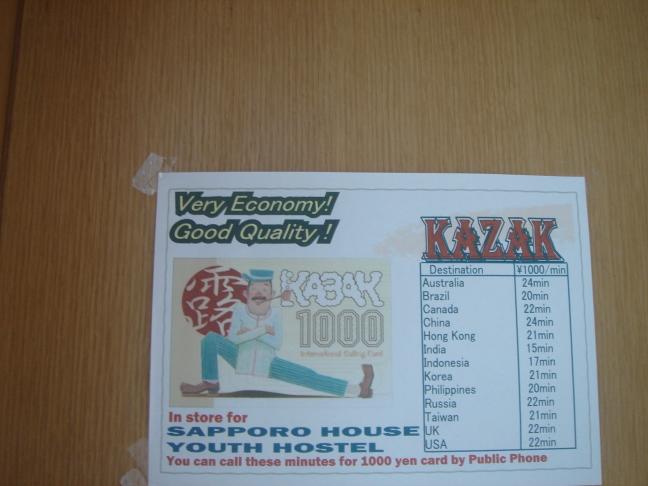 Very Economy!
Good Quality !
KAZAK
Destination ¥1000/min
Australia 24min
Brazil 20min
Canada 22min
China 24min
Hong Kong 21min
India 15min
Indonesia 17min
Korea 21min
Philippines 20min
Russia 22min
Taiwan 21min
UK 22min
USA 22min
КАЗАК
1000
International Calling Card
In store for
SAPPORO HOUSE
YOUTH HOSTEL
You can call these minutes for 1000 yen card by Public Phone